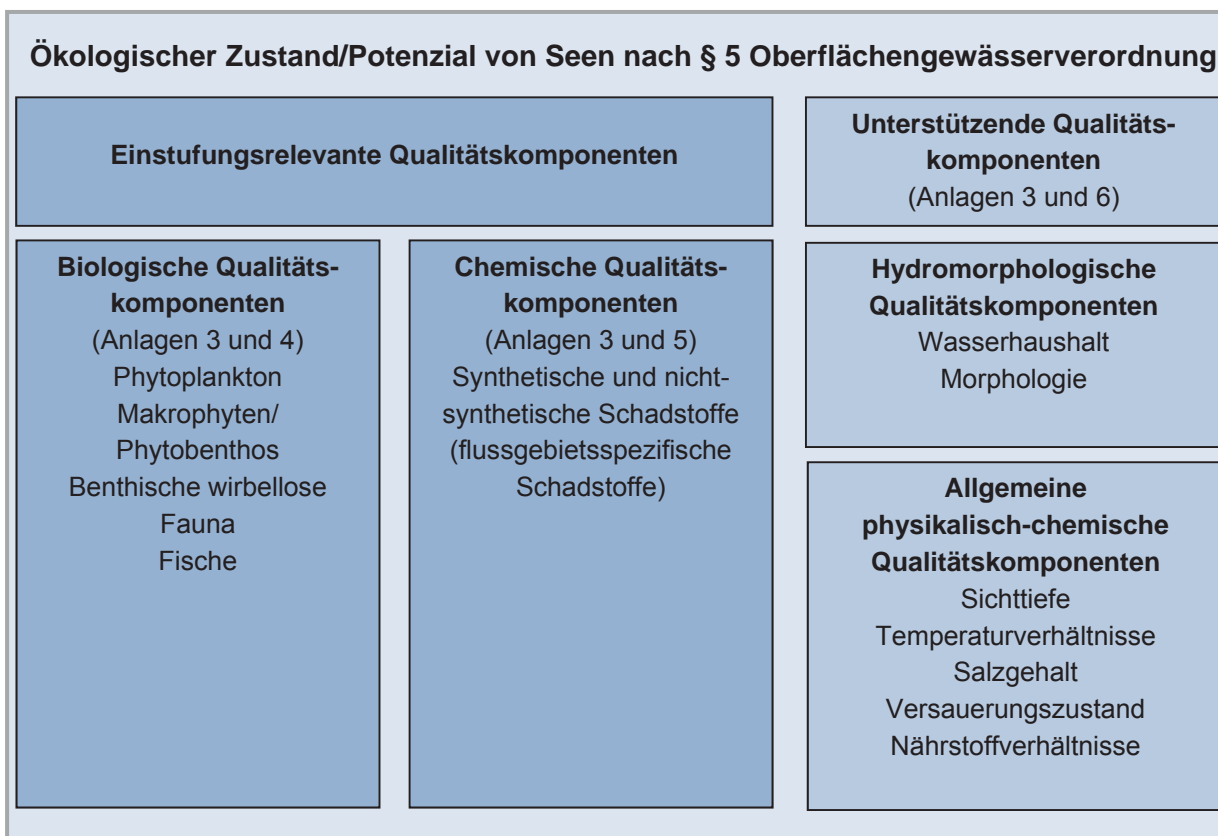 Ökologischer Zustand/Potenzial von Seen nach § 5 Oberflächengewässerverordnung
Einstufungsrelevante Qualitätskomponenten
Unterstützende Qualitäts-
komponenten
(Anlagen 3 und 6)
Biologische Qualitäts-
komponenten
(Anlagen 3 und 4)
Phytoplankton
Makrophyten/
Phytobenthos
Benthische wirbellose
Fauna
Fische
Chemische Qualitäts-
komponenten
(Anlagen 3 und 5)
Synthetische und nicht-
synthetische Schadstoffe
(flussgebietsspezifische
Schadstoffe)
Hydromorphologische
Qualitätskomponenten
Wasserhaushalt
Morphologie
Allgemeine
physikalisch-chemische
Qualitätskomponenten
Sichttiefe
Temperaturverhältnisse
Salzgehalt
Versauerungszustand
Nährstoffverhältnisse